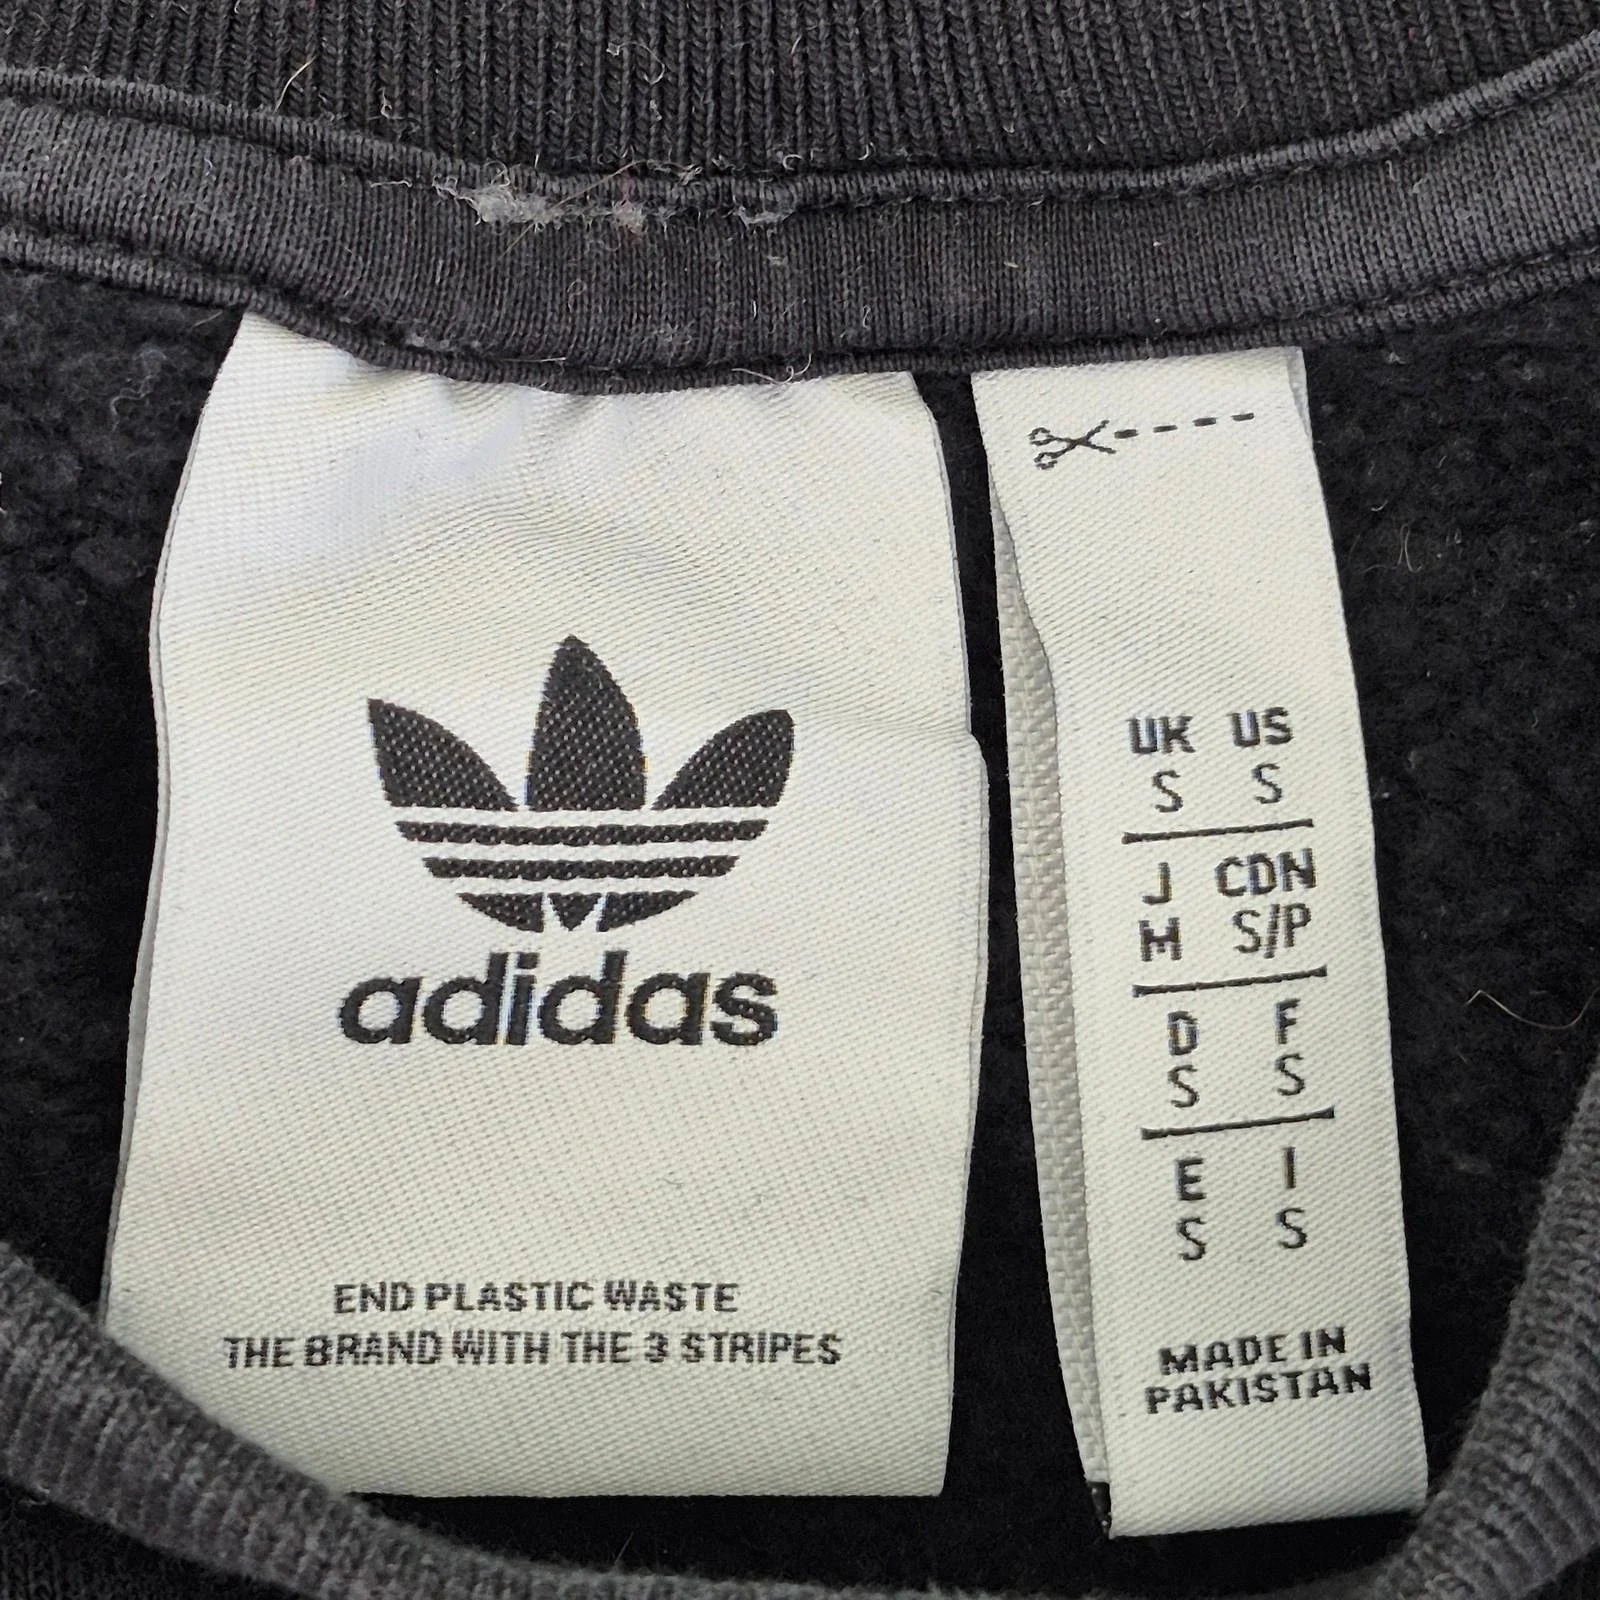 adidas
END PLASTIC WASTE
THE BRAND WITH THE 3 STRIPES
UK US
S S
J CDN
M S/P
D F
S S
E I
S S
MADE IN
PAKISTAN